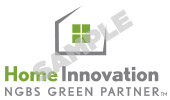 SAMPLE
Home Innovation
NGBS GREEN PARTNER™